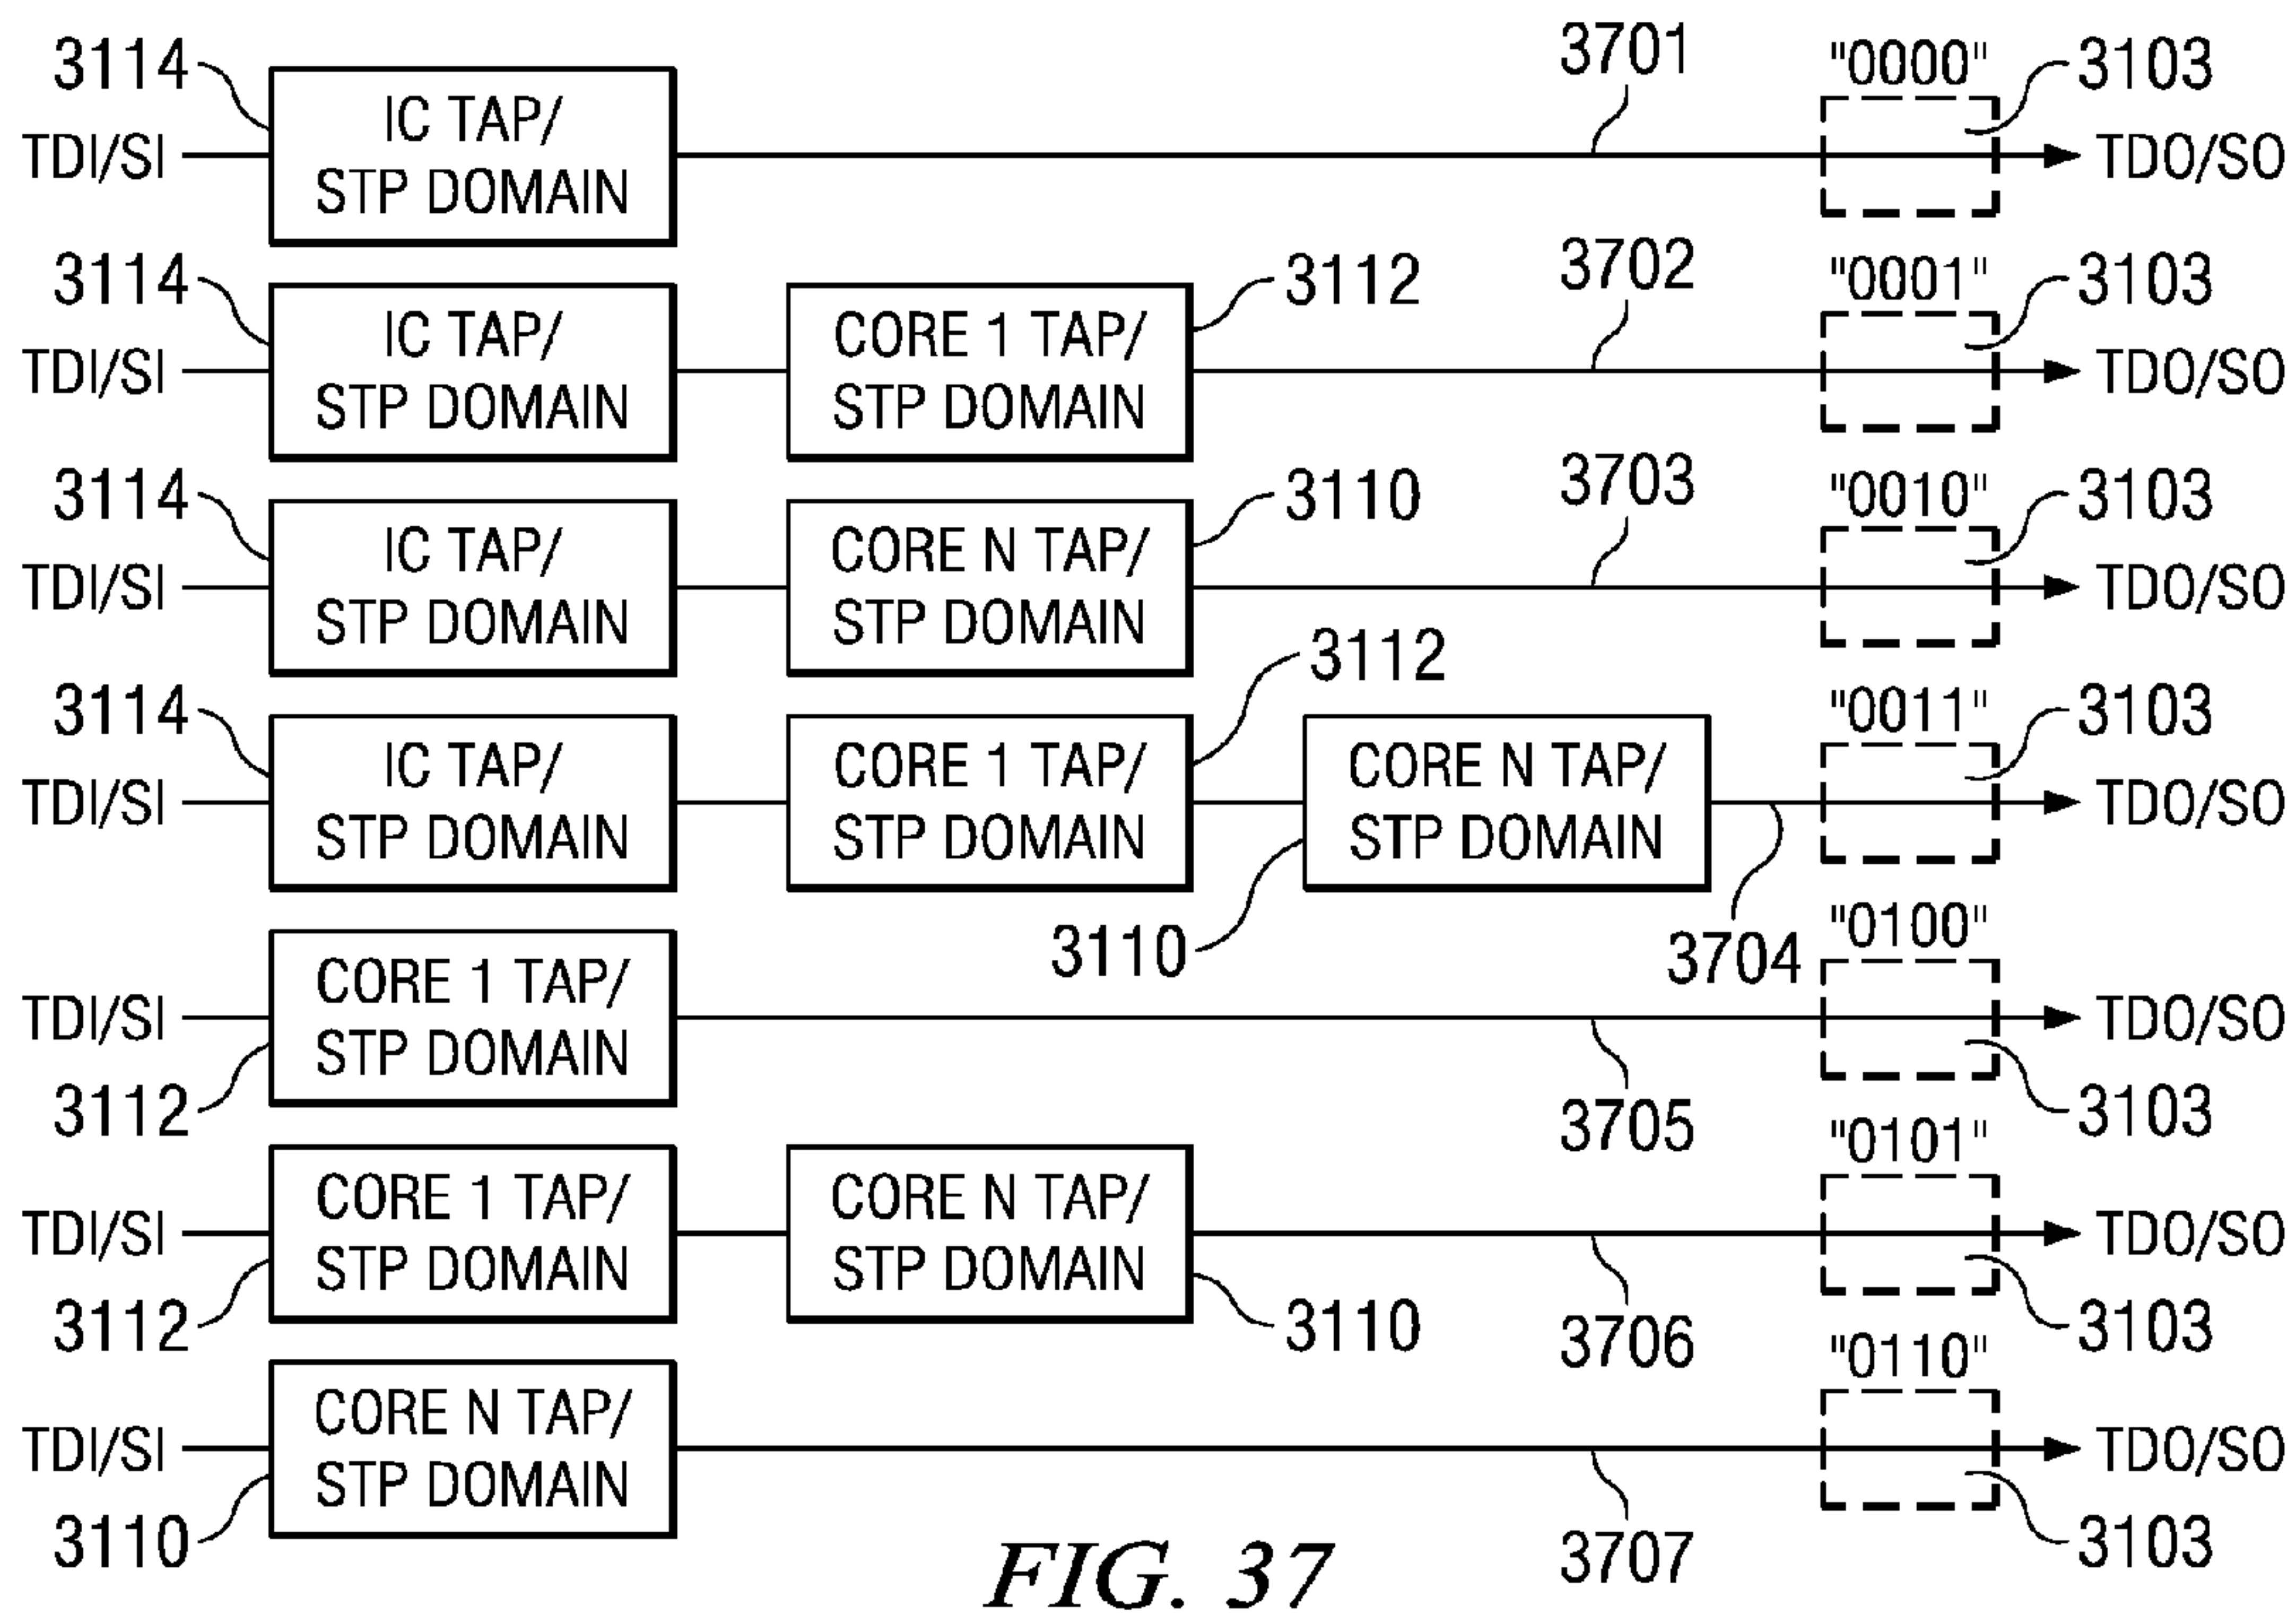 3114
3701
"0000"
3103
TDI/SI
IC TAP/
STP DOMAIN
TDO/SO
3114
3112
3702
"0001"
3103
TDI/SI
IC TAP/
STP DOMAIN
CORE 1 TAP/
STP DOMAIN
TDO/SO
3114
3110
3703
"0010"
3103
TDI/SI
IC TAP/
STP DOMAIN
CORE N TAP/
STP DOMAIN
TDO/SO
3114
3112
"0011"
3103
TDI/SI
IC TAP/
STP DOMAIN
CORE 1 TAP/
STP DOMAIN
CORE N TAP/
STP DOMAIN
TDO/SO
3110
3704
"0100"
TDI/SI
CORE 1 TAP/
STP DOMAIN
TDO/SO
3112
3705
3103
"0101"
TDI/SI
CORE 1 TAP/
STP DOMAIN
CORE N TAP/
STP DOMAIN
TDO/SO
3112
3110
3706
3103
"0110"
TDI/SI
CORE N TAP/
STP DOMAIN
TDO/SO
3110
3707
3103
FIG. 37